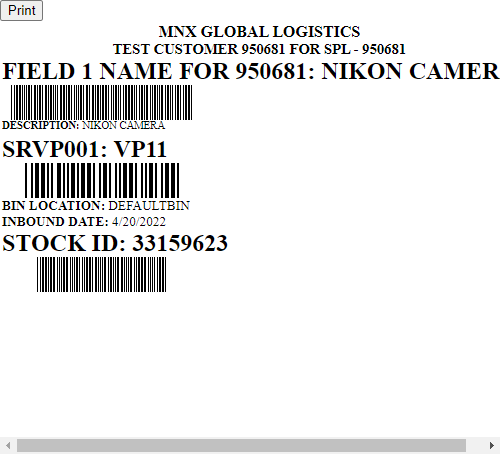 Print
MNX GLOBAL LOGISTICS
TEST CUSTOMER 950681 FOR SPL - 950681
FIELD 1 NAME FOR 950681: NIKON CAMER
DESCRIPTION: NIKON CAMERA
SRVP001: VP11
BIN LOCATION: DEFAULTBIN
INBOUND DATE: 4/20/2022
STOCK ID: 33159623